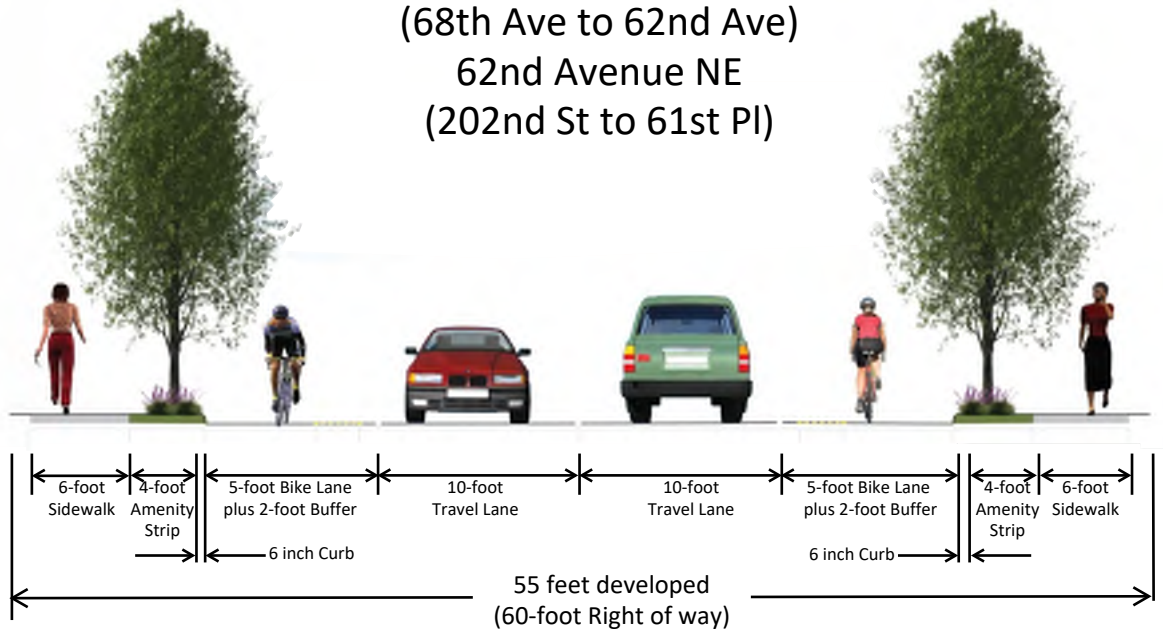 (68th Ave to 62nd Ave)
62nd Avenue NE
(202nd St to 61st Pl)
6-foot
Sidewalk
4-foot
Amenity
Strip
5-foot Bike Lane
plus 2-foot Buffer
10-foot
Travel Lane
10-foot
Travel Lane
5-foot Bike Lane
plus 2-foot Buffer
4-foot
Amenity
Strip
6-foot
Sidewalk
6 inch Curb
6 inch Curb
55 feet developed
(60-foot Right of way)